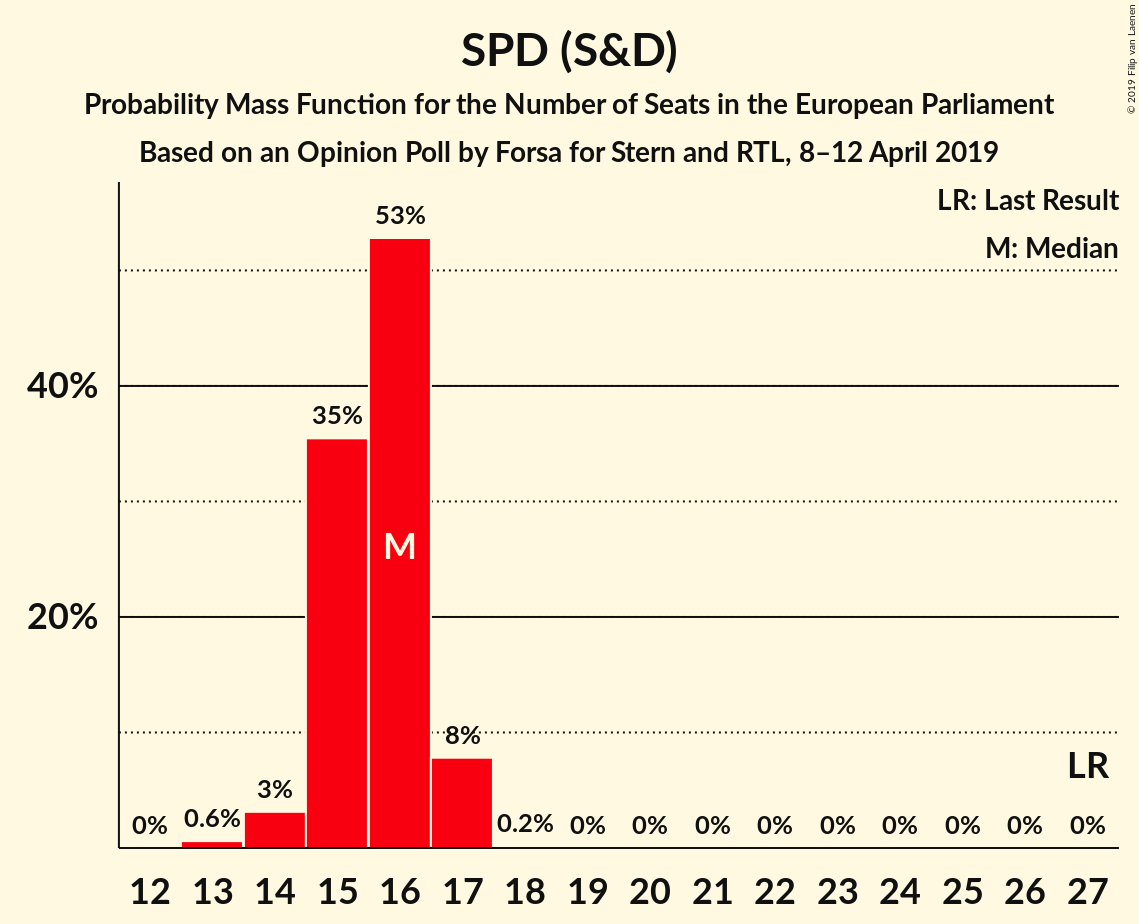 SPD (S&D)
Probability Mass Function for the Number of Seats in the European Parliament
Based on an Opinion Poll by Forsa for Stern and RTL, 8–12 April 2019
© 2019 Filip van Laenen
LR: Last Result
M: Median
53%
40%
35%
M
20%
8%
LR
3%
0% 0.6% 0.2% 0% 0% 0% 0% 0% 0% 0% 0% 0%
12 13 14 15 16 17 18 19 20 21 22 23 24 25 26 27